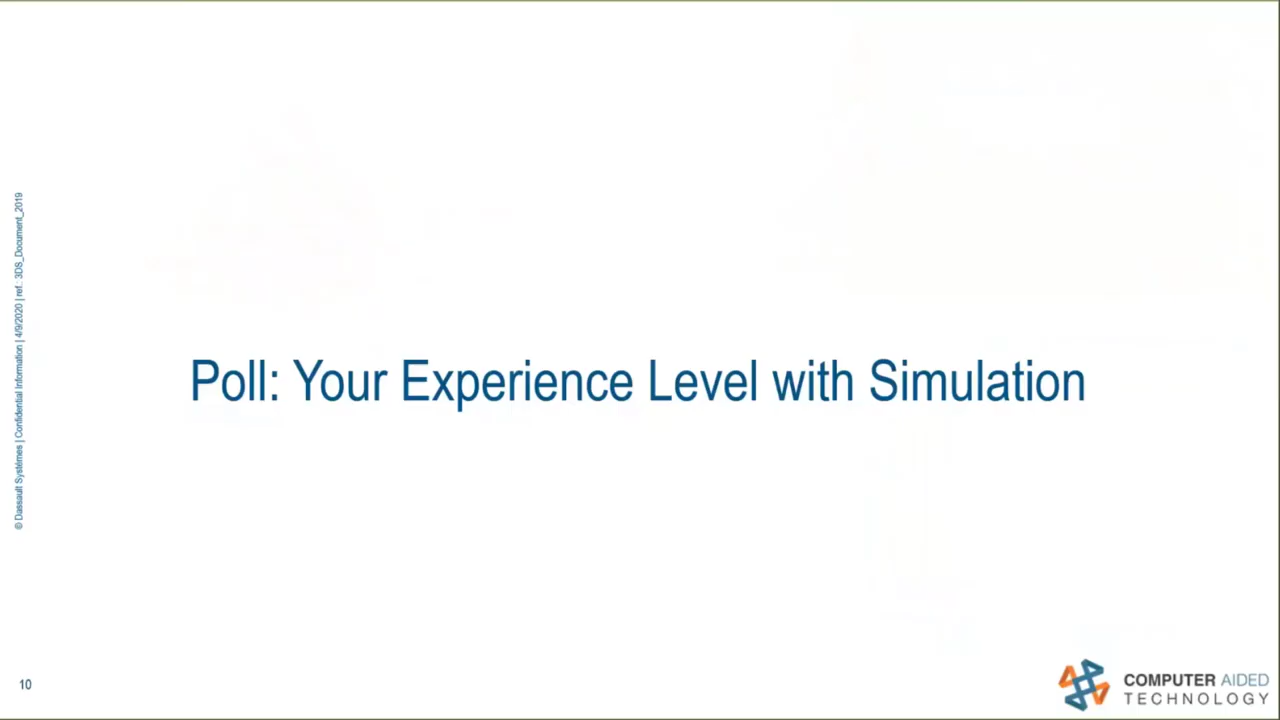 © Dassault Systèmes | Confidential Information | 4/9/2020 | ref.: 3DS_Document_2019
Poll: Your Experience Level with Simulation
10
COMPUTER AIDED
TECHNOLOGY